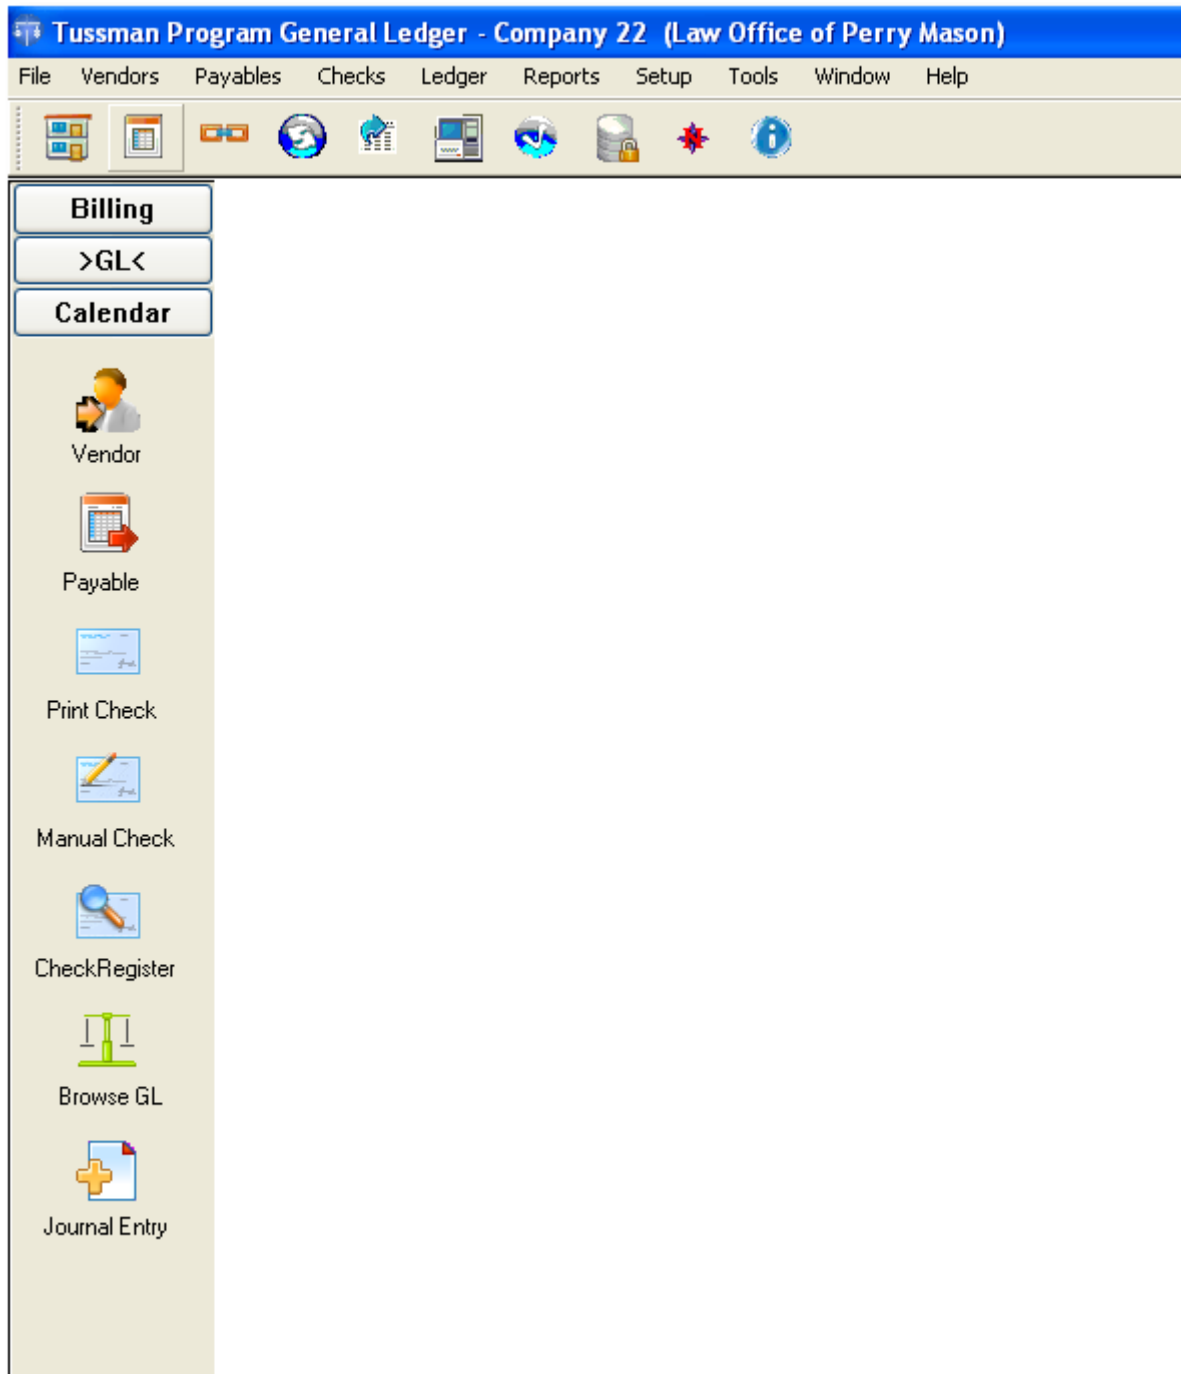 Tussman Program General Ledger - Company 22 (Law Office of Perry Mason)
File Vendors Payables Checks Ledger Reports Setup Tools Window Help
Billing
>GL<
Calendar
Vendor
Payable
Print Check
Manual Check
CheckRegister
Browse GL
Journal Entry